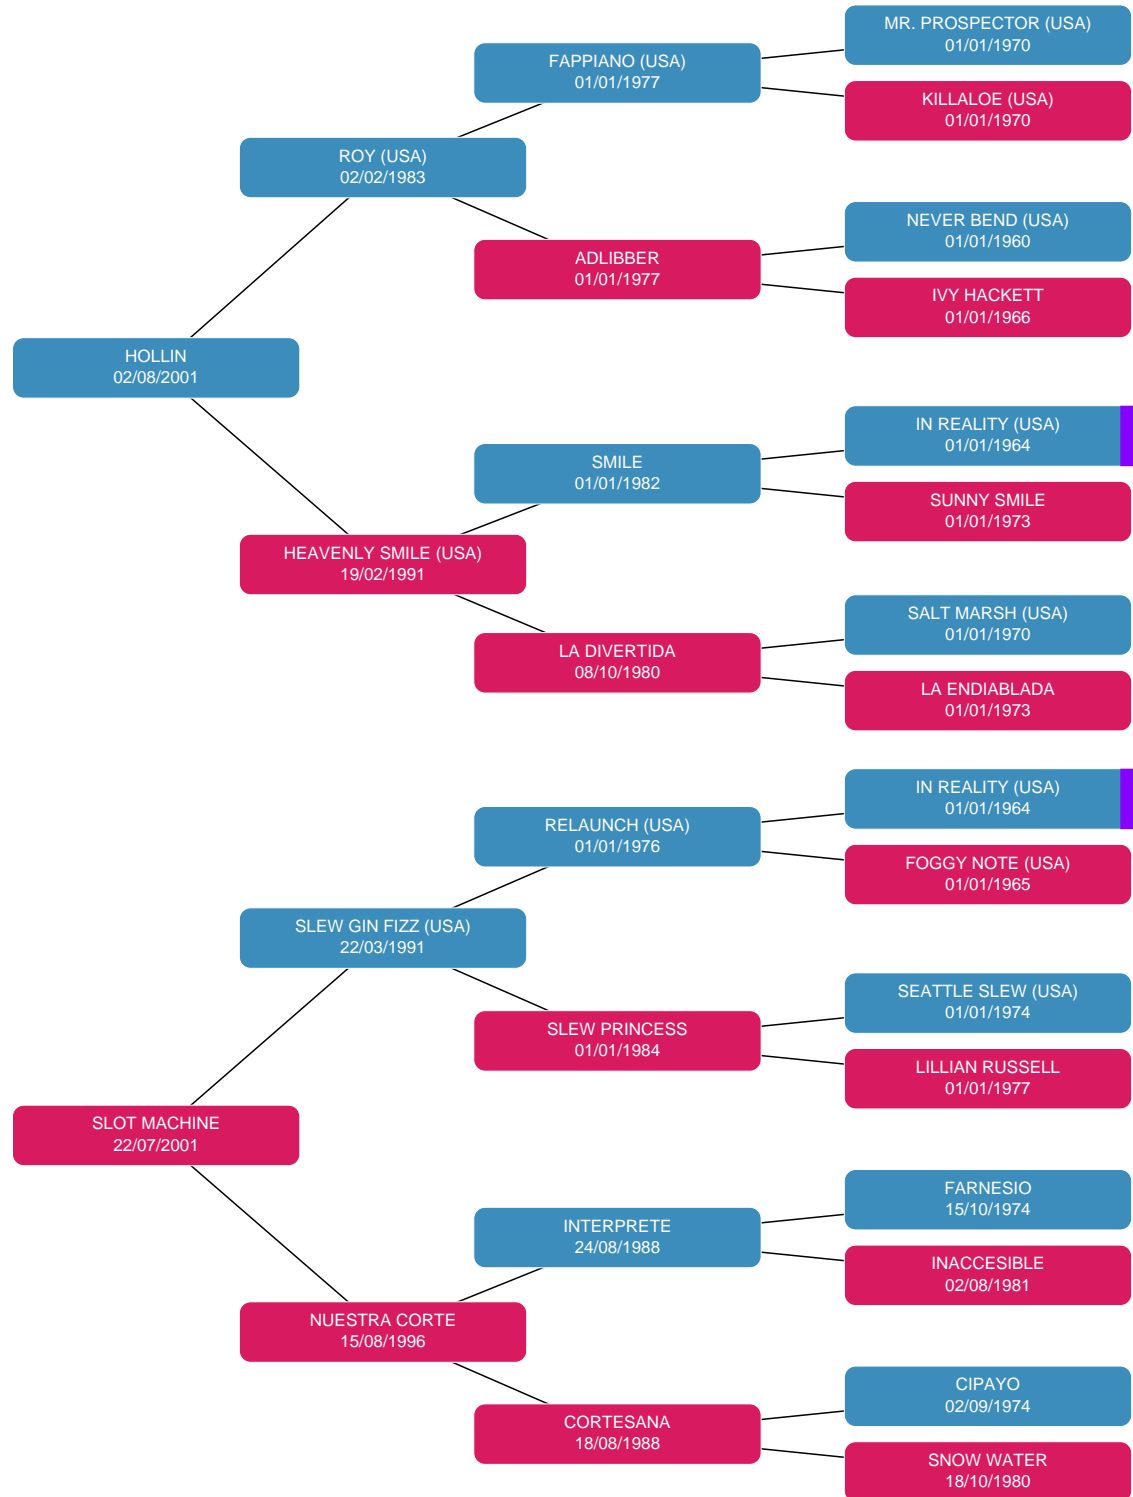 MR. PROSPECTOR (USA)
01/01/1970
FAPPIANO (USA)
01/01/1977
KILLALOE (USA)
01/01/1970
ROY (USA)
02/02/1983
NEVER BEND (USA)
01/01/1960
ADLIBBER
01/01/1977
IVY HACKETT
01/01/1966
HOLLIN
02/08/2001
IN REALITY (USA)
01/01/1964
SMILE
01/01/1982
SUNNY SMILE
01/01/1973
HEAVENLY SMILE (USA)
19/02/1991
SALT MARSH (USA)
01/01/1970
LA DIVERTIDA
08/10/1980
LA ENDIABLADA
01/01/1973
IN REALITY (USA)
01/01/1964
RELAUNCH (USA)
01/01/1976
FOGGY NOTE (USA)
01/01/1965
SLEW GIN FIZZ (USA)
22/03/1991
SEATTLE SLEW (USA)
01/01/1974
SLEW PRINCESS
01/01/1984
LILLIAN RUSSELL
01/01/1977
SLOT MACHINE
22/07/2001
FARNESIO
15/10/1974
INTERPRETE
24/08/1988
INACCESIBLE
02/08/1981
NUESTRA CORTE
15/08/1996
CIPAYO
02/09/1974
CORTESANA
18/08/1988
SNOW WATER
18/10/1980